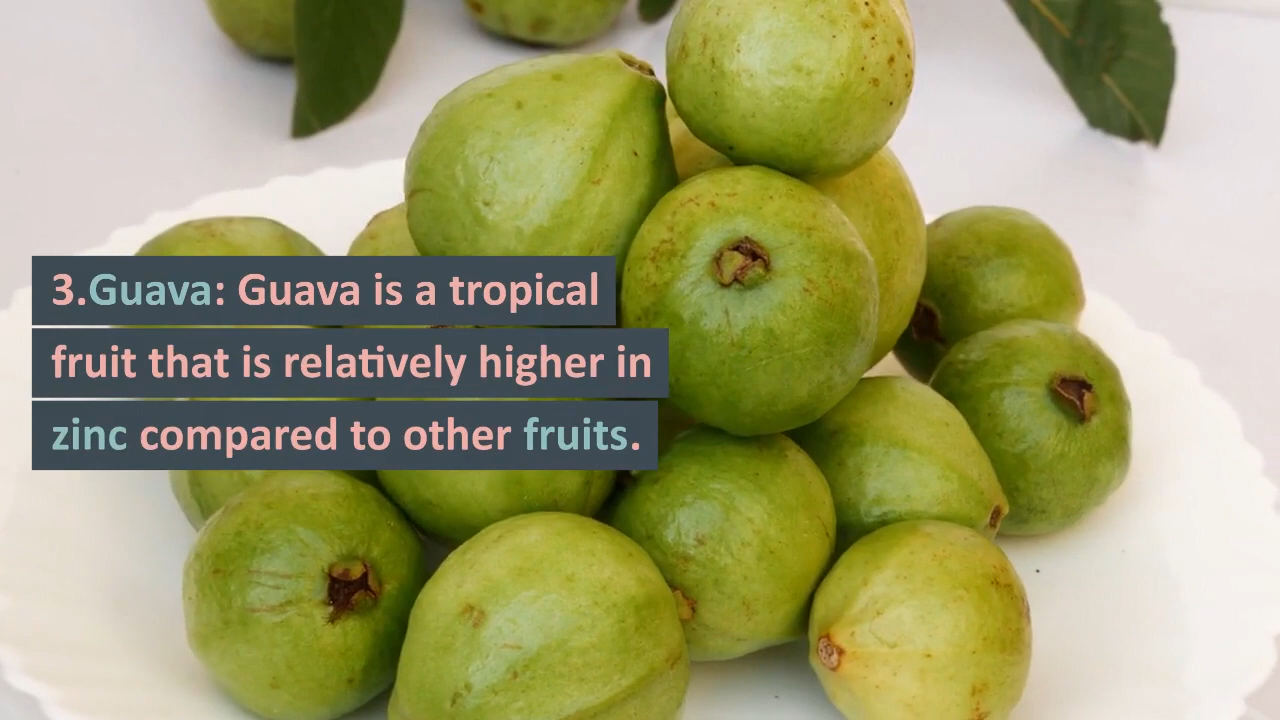 3.Guava: Guava is a tropical
fruit that is relatively higher in
zinc compared to other fruits.